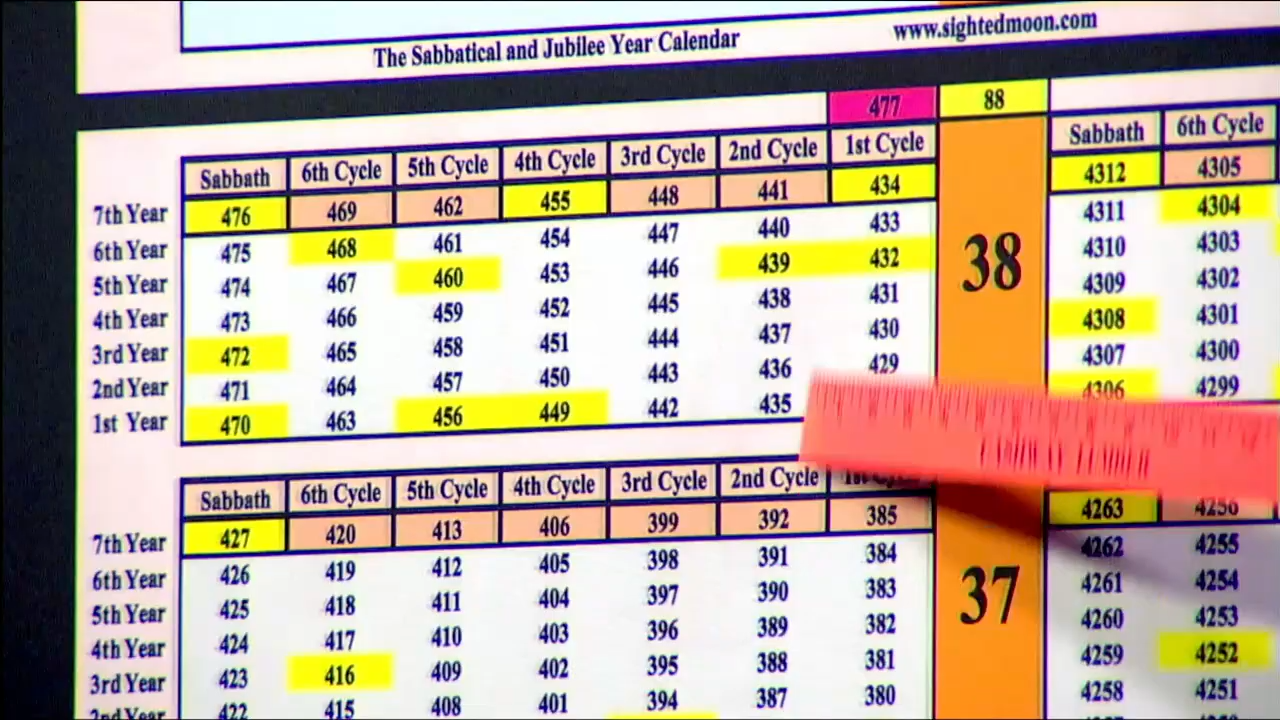 The Sabbatical and Jubilee Year Calendar www.sightedmoon.com
477 88
Sabbath 6th Cycle 5th Cycle 4th Cycle 3rd Cycle 2nd Cycle 1st Cycle Sabbath 6th Cycle
7th Year 476 469 462 455 448 441 434 4312 4305
6th Year 475 468 461 454 447 440 433 4311 4304
5th Year 474 467 460 453 446 439 432 38 4310 4303
4th Year 473 466 459 452 445 438 431 4309 4302
3rd Year 472 465 458 451 444 437 430 4308 4301
2nd Year 471 464 457 450 443 436 429 4307 4300
1st Year 470 463 456 449 442 435 4306 4299
Sabbath 6th Cycle 5th Cycle 4th Cycle 3rd Cycle 2nd Cycle
7th Year 427 420 413 406 399 392 385 4263 4256
6th Year 426 419 412 405 398 391 384 4262 4255
5th Year 425 418 411 404 397 390 383 37 4261 4254
4th Year 424 417 410 403 396 389 382 4260 4253
3rd Year 423 416 409 402 395 388 381 4259 4252
2nd Year 422 415 408 401 394 387 380 4258 4251